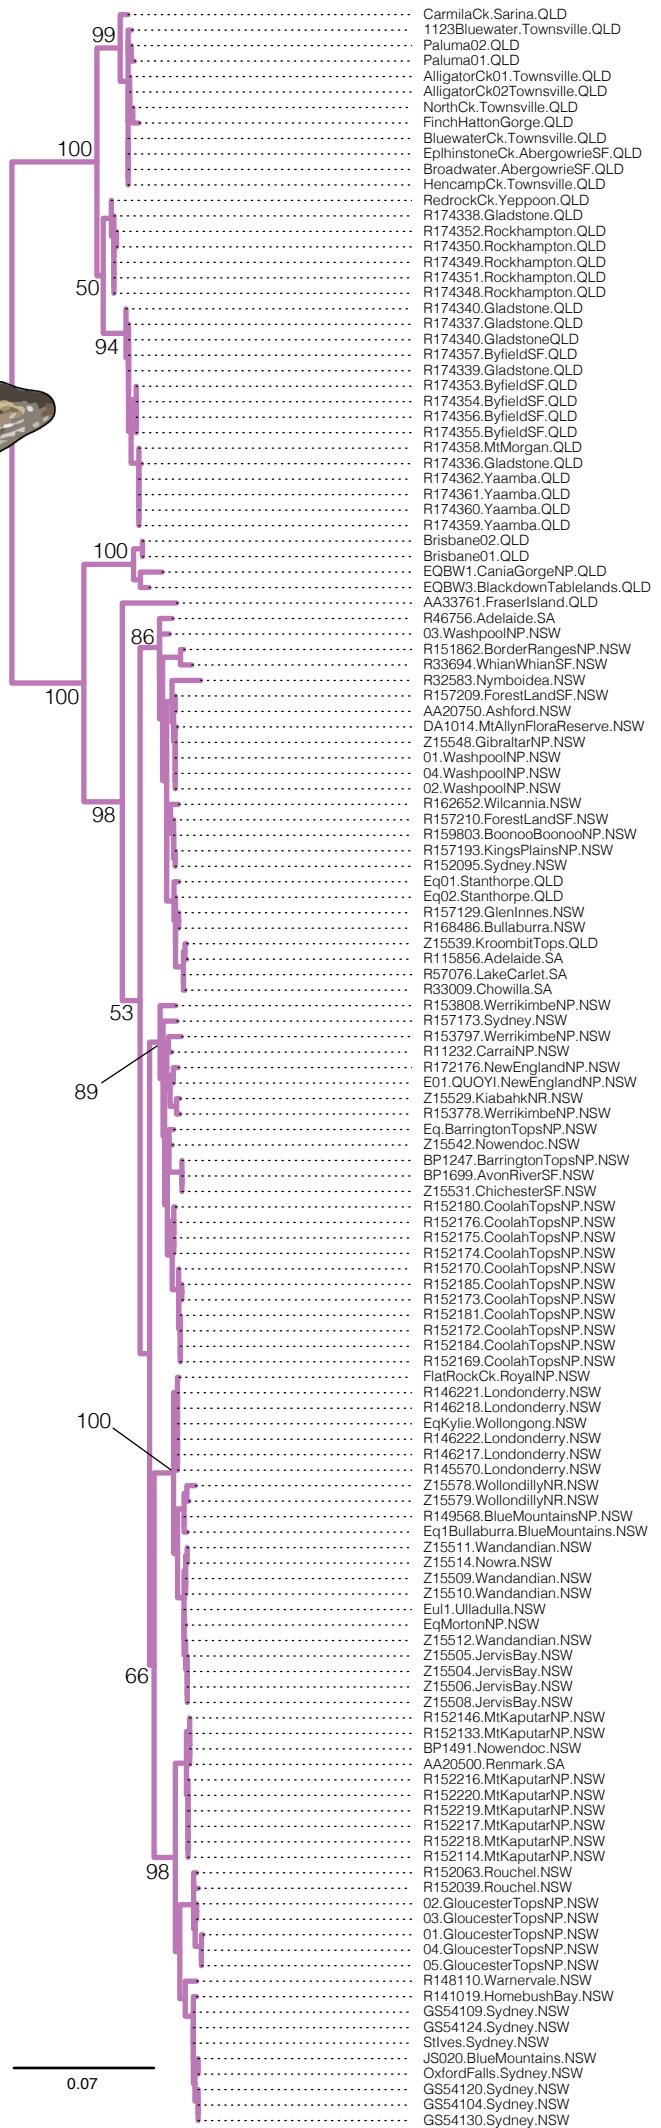 CarmilaCk.Sarina.QLD
99
1123Bluewater.Townsville.QLD
Paluma02.QLD
Paluma01.QLD
AlligatorCk01.Townsville.QLD
AlligatorCk02Townsville.QLD
NorthCk.Townsville.QLD
FinchHattonGorge.QLD
BluewaterCk.Townsville.QLD
100
EplhinstoneCk.AbergowrieSF.QLD
Broadwater.AbergowrieSF.QLD
HencampCk.Townsville.QLD
RedrockCk.Yeppoon.QLD
R174338.Gladstone.QLD
R174352.Rockhampton.QLD
R174350.Rockhampton.QLD
R174349.Rockhampton.QLD
R174351.Rockhampton.QLD
50
R174348.Rockhampton.QLD
R174340.Gladstone.QLD
R174337.Gladstone.QLD
R174340.GladstoneQLD
94
R174357.ByfieldSF.QLD
R174339.Gladstone.QLD
R174353.ByfieldSF.QLD
R174354.ByfieldSF.QLD
R174356.ByfieldSF.QLD
R174355.ByfieldSF.QLD
R174358.MtMorgan.QLD
R174336.Gladstone.QLD
R174362.Yaamba.QLD
R174361.Yaamba.QLD
R174360.Yaamba.QLD
R174359.Yaamba.QLD
Brisbane02.QLD
100
Brisbane01.QLD
EQBW1.CaniaGorgeNP.QLD
EQBW3.BlackdownTablelands.QLD
AA33761.FraserIsland.QLD
R46756.Adelaide.SA
86
03.WashpoolNP.NSW
R151862.BorderRangesNP.NSW
R33694.WhianWhianSF.NSW
R32583.Nymboidea.NSW
100
R157209.ForestLandSF.NSW
AA20750.Ashford.NSW
DA1014.MtAllynFloraReserve.NSW
Z15548.GibraltarNP.NSW
01.WashpoolNP.NSW
04.WashpoolNP.NSW
02.WashpoolNP.NSW
R162652.Wilcannia.NSW
98
R157210.ForestLandSF.NSW
R159803.BoonooBoonooNP.NSW
R157193.KingsPlainsNP.NSW
R152095.Sydney.NSW
Eq01.Stanthorpe.QLD
Eq02.Stanthorpe.QLD
R157129.GlenInnes.NSW
R168486.Bullaburra.NSW
Z15539.KroombitTops.QLD
R115856.Adelaide.SA
R57076.LakeCarlet.SA
R33009.Chowilla.SA
R153808.WerrikimbeNP.NSW
53
R157173.Sydney.NSW
R153797.WerrikimbeNP.NSW
R11232.CarraiNP.NSW
R172176.NewEnglandNP.NSW
E01.QUOYI.NewEnglandNP.NSW
89
Z15529.KiabahkNR.NSW
R153778.WerrikimbeNP.NSW
Eq.BarringtonTopsNP.NSW
Z15542.Nowendoc.NSW
BP1247.BarringtonTopsNP.NSW
BP1699.AvonRiverSF.NSW
Z15531.ChichesterSF.NSW
R152180.CoolahTopsNP.NSW
R152176.CoolahTopsNP.NSW
R152175.CoolahTopsNP.NSW
R152174.CoolahTopsNP.NSW
R152170.CoolahTopsNP.NSW
R152185.CoolahTopsNP.NSW
R152173.CoolahTopsNP.NSW
R152181.CoolahTopsNP.NSW
R152172.CoolahTopsNP.NSW
R152184.CoolahTopsNP.NSW
R152169.CoolahTopsNP.NSW
FlatRockCk.RoyalNP.NSW
R146221.Londonderry.NSW
R146218.Londonderry.NSW
100
EqKylie.Wollongong.NSW
R146222.Londonderry.NSW
R146217.Londonderry.NSW
R145570.Londonderry.NSW
Z15578.WollondillyNR.NSW
Z15579.WollondillyNR.NSW
R149568.BlueMountainsNP.NSW
Eq1Bullaburra.BlueMountains.NSW
Z15511.Wandandian.NSW
Z15514.Nowra.NSW
Z15509.Wandandian.NSW
Z15510.Wandandian.NSW
Eul1.Ulladulla.NSW
EqMortonNP.NSW
Z15512.Wandandian.NSW
Z15505.JervisBay.NSW
66
Z15504.JervisBay.NSW
Z15506.JervisBay.NSW
Z15508.JervisBay.NSW
R152146.MtKaputarNP.NSW
R152133.MtKaputarNP.NSW
BP1491.Nowendoc.NSW
AA20500.Renmark.SA
R152216.MtKaputarNP.NSW
R152220.MtKaputarNP.NSW
R152219.MtKaputarNP.NSW
R152217.MtKaputarNP.NSW
R152218.MtKaputarNP.NSW
R152114.MtKaputarNP.NSW
98
R152063.Rouchel.NSW
R152039.Rouchel.NSW
02.GloucesterTopsNP.NSW
03.GloucesterTopsNP.NSW
01.GloucesterTopsNP.NSW
04.GloucesterTopsNP.NSW
05.GloucesterTopsNP.NSW
R148110.Warnervale.NSW
R141019.HomebushBay.NSW
GS54109.Sydney.NSW
GS54124.Sydney.NSW
StIves.Sydney.NSW
JS020.BlueMountains.NSW
OxfordFalls.Sydney.NSW
0.07
GS54120.Sydney.NSW
GS54104.Sydney.NSW
GS54130.Sydney.NSW